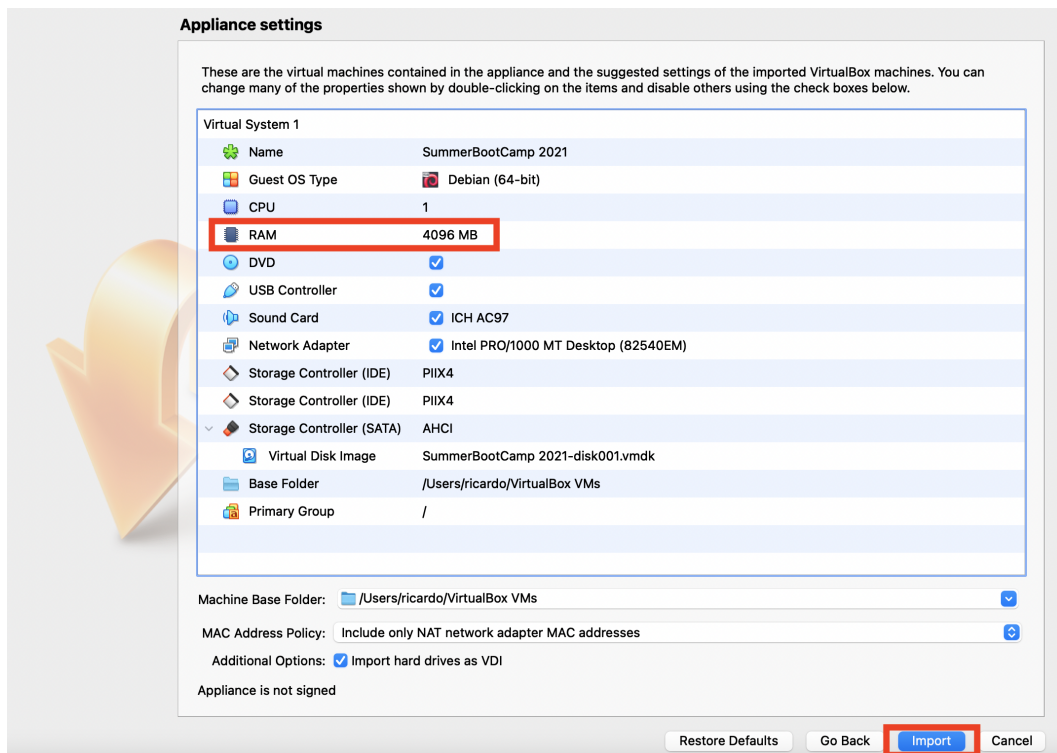 Appliance settings
These are the virtual machines contained in the appliance and the suggested settings of the imported VirtualBox machines. You can
change many of the properties shown by double-clicking on the items and disable others using the check boxes below.
Virtual System 1
Name SummerBootCamp 2021
Guest OS Type Debian (64-bit)
CPU 1
RAM 4096 MB
DVD
USB Controller
Sound Card ICH AC97
Network Adapter Intel PRO/1000 MT Desktop (82540EM)
Storage Controller (IDE) PIIX4
Storage Controller (IDE) PIIX4
Storage Controller (SATA) AHCI
Virtual Disk Image SummerBootCamp 2021-disk001.vmdk
Base Folder /Users/ricardo/VirtualBox VMs
Primary Group /
Machine Base Folder: /Users/ricardo/VirtualBox VMs
MAC Address Policy: Include only NAT network adapter MAC addresses
Additional Options: Import hard drives as VDI
Appliance is not signed
Restore Defaults Go Back Import Cancel